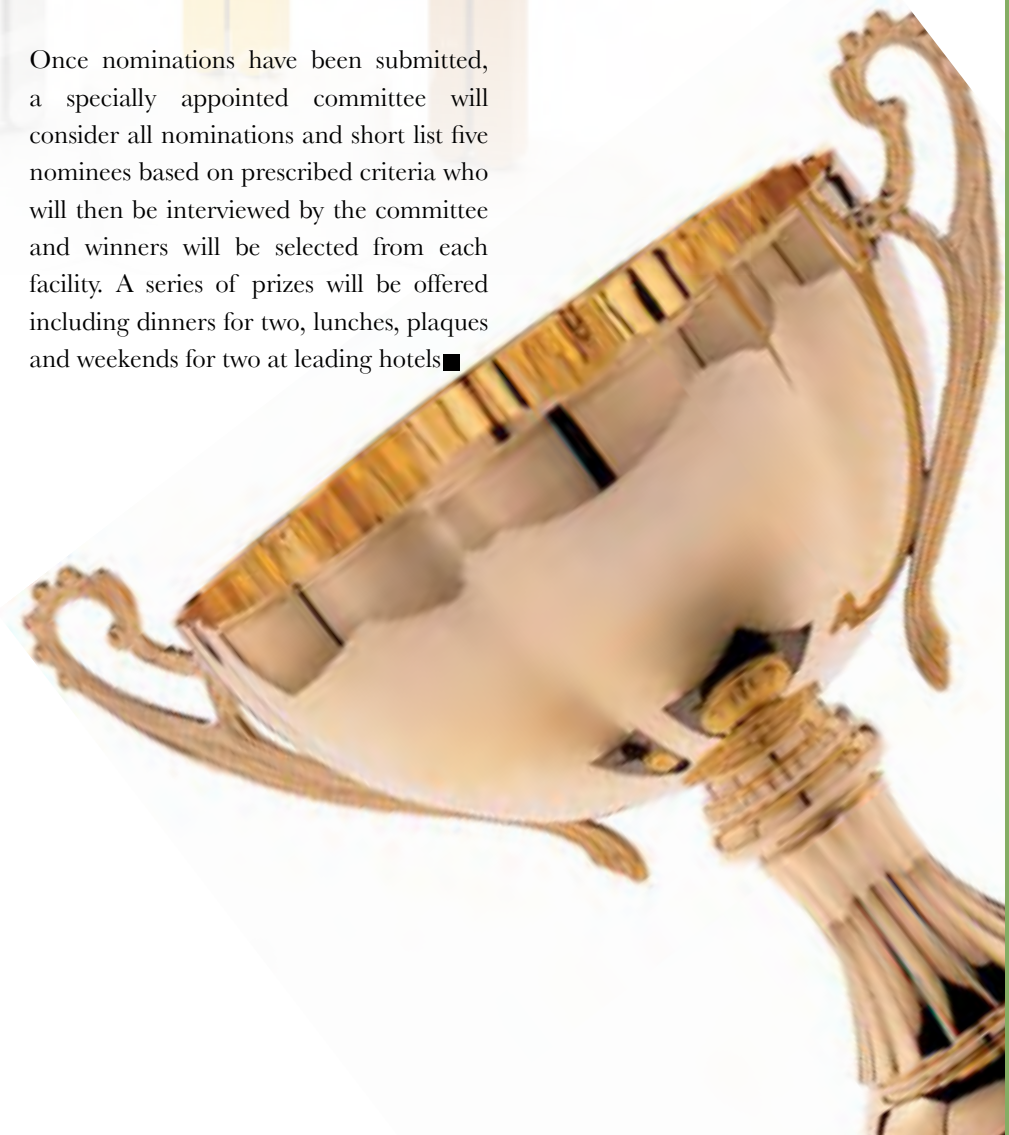 Once nominations have been submitted,
a specially appointed committee will
consider all nominations and short list five
nominees based on prescribed criteria who
will then be interviewed by the committee
and winners will be selected from each
facility. A series of prizes will be offered
including dinners for two, lunches, plaques
and weekends for two at leading hotels■